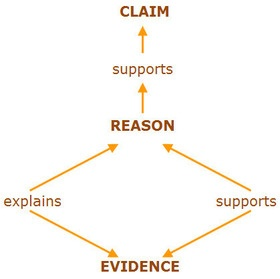 CLAIM
supports
REASON
explains supports
EVIDENCE